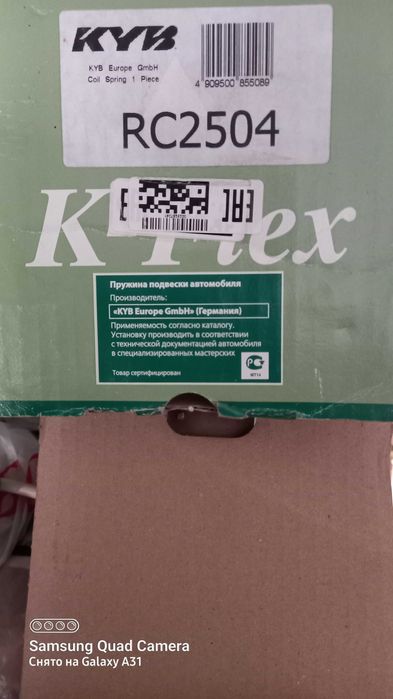 KYB
KYB Europe GmbH
Coil Spring 1 Piece
4 909500 855089
RC2504
EAC
K Flex
Пружина подвески автомобиля
Производитель:
«KYB Europe GmbH» (Германия)
Применяемость согласно каталогу.
Установку производить в соответствии
с технической документацией автомобиля
в специализированных мастерских
Товар сертифицирован
МТ14
Samsung Quad Camera
Снято на Galaxy A31